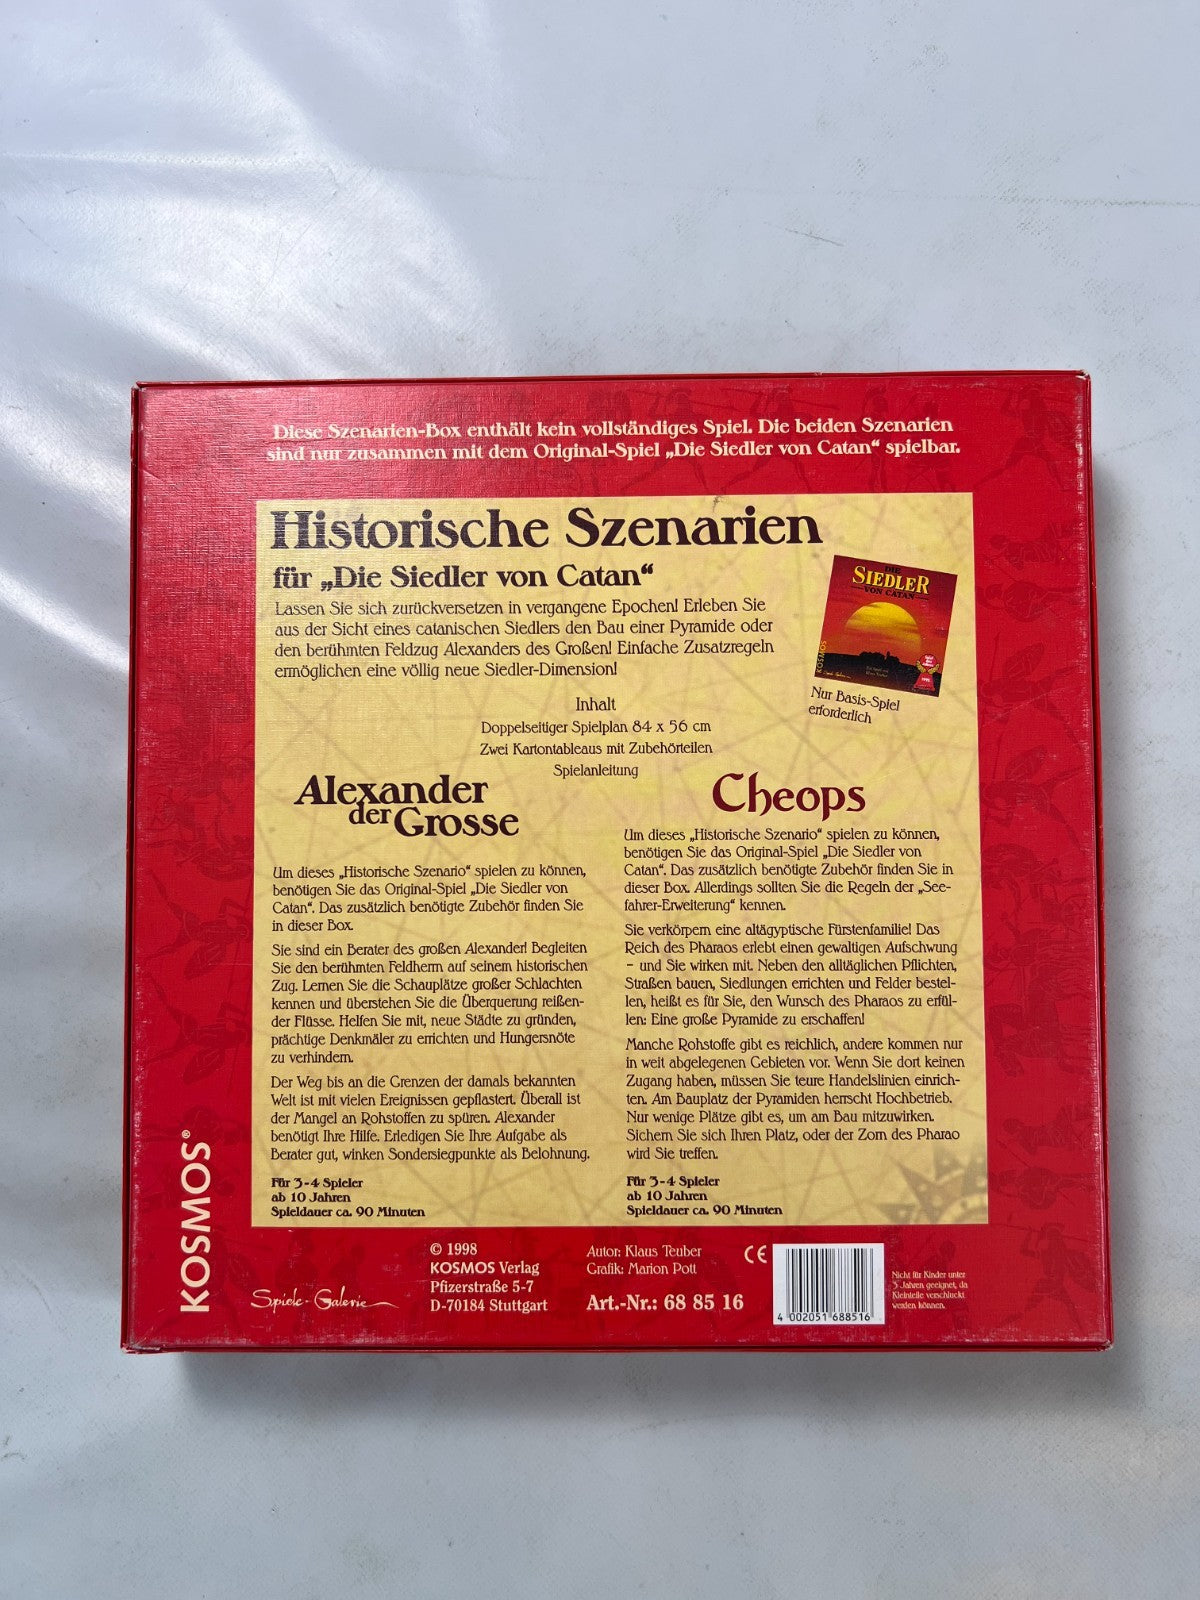 Diese Szenarien-Box enthält kein vollständiges Spiel. Die beiden Szenarien
sind nur zusammen mit dem Original-Spiel „Die Siedler von Catan“ spielbar.
Historische Szenarien
für „Die Siedler von Catan“
Lassen Sie sich zurückversetzen in vergangene Epochen! Erleben Sie
aus der Sicht eines catanischen Siedlers den Bau einer Pyramide oder
den berühmten Feldzug Alexanders des Großen! Einfache Zusatzregeln
ermöglichen eine völlig neue Siedler-Dimension!
DIE
SIEDLER
VON CATAN
KOSMOS
Nur Basis-Spiel
erforderlich
Inhalt
Doppelseitiger Spielplan 84 x 56 cm
Zwei Kartontableaus mit Zubehörteilen
Spielanleitung
Alexander
der Grosse
Um dieses „Historische Szenario“ spielen zu können,
benötigen Sie das Original-Spiel „Die Siedler von
Catan“. Das zusätzlich benötigte Zubehör finden Sie
in dieser Box.
Sie sind ein Berater des großen Alexander! Begleiten
Sie den berühmten Feldherrn auf seinem historischen
Zug. Lernen Sie die Schauplätze großer Schlachten
kennen und überstehen Sie die Überquerung reißen-
der Flüsse. Helfen Sie mit, neue Städte zu gründen,
prächtige Denkmäler zu errichten und Hungersnöte
zu verhindern.
Der Weg bis an die Grenzen der damals bekannten
Welt ist mit vielen Ereignissen gepflastert. Überall ist
der Mangel an Rohstoffen zu spüren. Alexander
benötigt Ihre Hilfe. Erledigen Sie Ihre Aufgabe als
Berater gut, winken Sondersiegpunkte als Belohnung.
Für 3-4 Spieler
ab 10 Jahren
Spieldauer ca. 90 Minuten
Cheops
Um dieses „Historische Szenario“ spielen zu können,
benötigen Sie das Original-Spiel „Die Siedler von
Catan“. Das zusätzlich benötigte Zubehör finden Sie in
dieser Box. Allerdings sollten Sie die Regeln der „See-
fahrer-Erweiterung“ kennen.
Sie verkörpern eine altägyptische Fürstenfamilie! Das
Reich des Pharaos erlebt einen gewaltigen Aufschwung
– und Sie wirken mit. Neben den alltäglichen Pflichten,
Straßen bauen, Siedlungen errichten und Felder bestel-
len, heißt es für Sie, den Wunsch des Pharaos zu erfül-
len: Eine große Pyramide zu erschaffen!
Manche Rohstoffe gibt es reichlich, andere kommen nur
in weit abgelegenen Gebieten vor. Wenn Sie dort keinen
Zugang haben, müssen Sie teure Handelslinien einrich-
ten. Am Bauplatz der Pyramiden herrscht Hochbetrieb.
Nur wenige Plätze gibt es, um am Bau mitzuwirken.
Sichern Sie sich Ihren Platz, oder der Zorn des Pharao
wird Sie treffen.
Für 3-4 Spieler
ab 10 Jahren
Spieldauer ca. 90 Minuten
KOSMOS®
Spiele-Galerie
© 1998
KOSMOS Verlag
Pfizerstraße 5-7
D-70184 Stuttgart
Autor: Klaus Teuber
Grafik: Marion Pott
Art.-Nr.: 68 85 16
CE
4 002051 688516
Nicht für Kinder unter
3 Jahren geeignet, da
Kleinteile verschluckt
werden können.